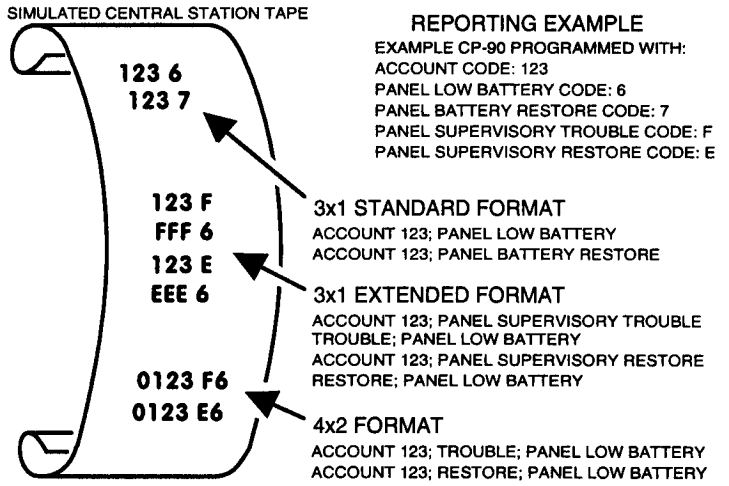 SIMULATED CENTRAL STATION TAPE
123 6
123 7
123 F
FFF 6
123 E
EEE 6
0123 F6
0123 E6
REPORTING EXAMPLE
EXAMPLE CP-90 PROGRAMMED WITH:
ACCOUNT CODE: 123
PANEL LOW BATTERY CODE: 6
PANEL BATTERY RESTORE CODE: 7
PANEL SUPERVISORY TROUBLE CODE: F
PANEL SUPERVISORY RESTORE CODE: E
3x1 STANDARD FORMAT
ACCOUNT 123; PANEL LOW BATTERY
ACCOUNT 123; PANEL BATTERY RESTORE
3x1 EXTENDED FORMAT
ACCOUNT 123; PANEL SUPERVISORY TROUBLE
TROUBLE; PANEL LOW BATTERY
ACCOUNT 123; PANEL SUPERVISORY RESTORE
RESTORE; PANEL LOW BATTERY
4x2 FORMAT
ACCOUNT 123; TROUBLE; PANEL LOW BATTERY
ACCOUNT 123; RESTORE; PANEL LOW BATTERY